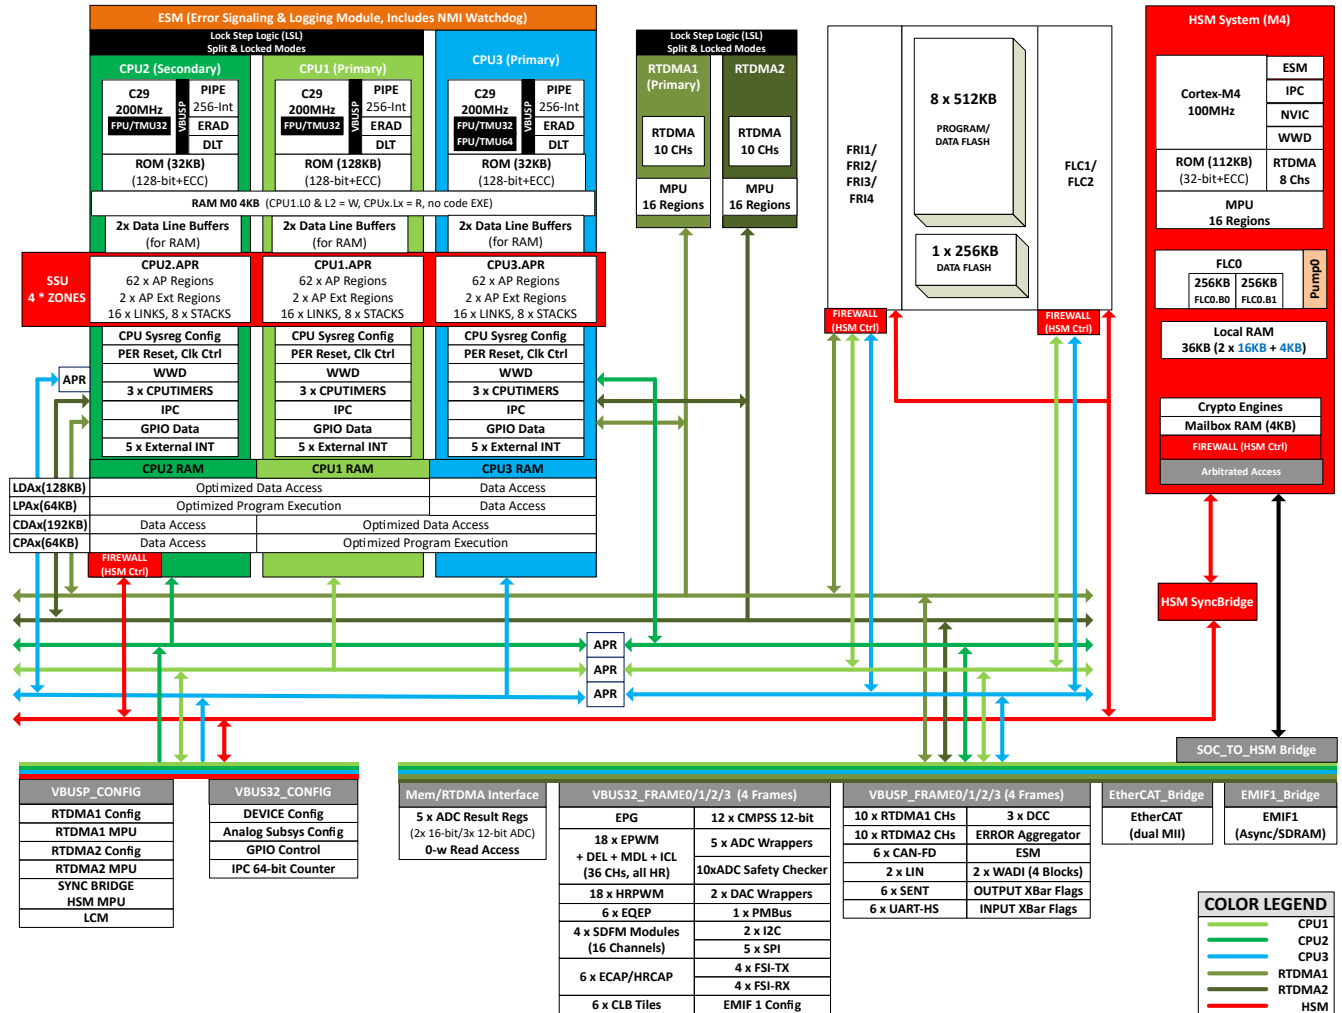 ESM (Error Signaling & Logging Module, Includes NMI Watchdog)
Lock Step Logic (LSL)
Split & Locked Modes
CPU2 (Secondary)
C29
200MHz
FPU/TMU32
VBUSP
PIPE
256-Int
ERAD
DLT
ROM (32KB)
(128-bit+ECC)
CPU1 (Primary)
C29
200MHz
FPU/TMU32
VBUSP
PIPE
256-Int
ERAD
DLT
ROM (128KB)
(128-bit+ECC)
CPU3 (Primary)
C29
200MHz
FPU/TMU32
FPU/TMU64
VBUSP
PIPE
256-Int
ERAD
DLT
ROM (32KB)
(128-bit+ECC)
RAM M0 4KB (CPU1.L0 & L2 = W, CPUx.Lx = R, no code EXE)
2x Data Line Buffers
(for RAM)
2x Data Line Buffers
(for RAM)
2x Data Line Buffers
(for RAM)
SSU
4 * ZONES
CPU2.APR
62 x AP Regions
2 x AP Ext Regions
16 x LINKS, 8 x STACKS
CPU1.APR
62 x AP Regions
2 x AP Ext Regions
16 x LINKS, 8 x STACKS
CPU3.APR
62 x AP Regions
2 x AP Ext Regions
16 x LINKS, 8 x STACKS
CPU Sysreg Config
PER Reset, Clk Ctrl
WWD
3 x CPUTIMERS
IPC
GPIO Data
5 x External INT
CPU Sysreg Config
PER Reset, Clk Ctrl
WWD
3 x CPUTIMERS
IPC
GPIO Data
5 x External INT
CPU Sysreg Config
PER Reset, Clk Ctrl
WWD
3 x CPUTIMERS
IPC
GPIO Data
5 x External INT
APR
CPU2 RAM
CPU1 RAM
CPU3 RAM
LDAx(128KB)
Optimized Data Access
Data Access
LPAx(64KB)
Optimized Program Execution
Data Access
CDAx(192KB)
Data Access
Optimized Data Access
CPAx(64KB)
Data Access
Optimized Program Execution
FIREWALL
(HSM Ctrl)
Lock Step Logic (LSL)
Split & Locked Modes
RTDMA1
(Primary)
RTDMA
10 CHs
MPU
16 Regions
RTDMA2
RTDMA
10 CHs
MPU
16 Regions
FRI1/
FRI2/
FRI3/
FRI4
8 x 512KB
PROGRAM/
DATA FLASH
1 x 256KB
DATA FLASH
FLC1/
FLC2
FIREWALL
(HSM Ctrl)
FIREWALL
(HSM Ctrl)
HSM System (M4)
Cortex-M4
100MHz
ESM
IPC
NVIC
WWD
ROM (112KB)
(32-bit+ECC)
RTDMA
8 Chs
MPU
16 Regions
FLC0
256KB
FLC0.B0
256KB
FLC0.B1
Pump0
Local RAM
36KB (2 x 16KB + 4KB)
Crypto Engines
Mailbox RAM (4KB)
FIREWALL (HSM Ctrl)
Arbitrated Access
HSM SyncBridge
APR
APR
APR
SOC_TO_HSM Bridge
VBUSP_CONFIG
RTDMA1 Config
RTDMA1 MPU
RTDMA2 Config
RTDMA2 MPU
SYNC BRIDGE
HSM MPU
LCM
VBUS32_CONFIG
DEVICE Config
Analog Subsys Config
GPIO Control
IPC 64-bit Counter
Mem/RTDMA Interface
5 x ADC Result Regs
(2x 16-bit/3x 12-bit ADC)
0-w Read Access
VBUS32_FRAME0/1/2/3 (4 Frames)
EPG
18 x EPWM
+ DEL + MDL + ICL
(36 CHs, all HR)
18 x HRPWM
6 x EQEP
4 x SDFM Modules
(16 Channels)
6 x ECAP/HRCAP
6 x CLB Tiles
12 x CMPSS 12-bit
5 x ADC Wrappers
10xADC Safety Checker
2 x DAC Wrappers
1 x PMBus
2 x I2C
5 x SPI
4 x FSI-TX
4 x FSI-RX
EMIF 1 Config
VBUSP_FRAME0/1/2/3 (4 Frames)
10 x RTDMA1 CHs
10 x RTDMA2 CHs
6 x CAN-FD
2 x LIN
6 x SENT
6 x UART-HS
3 x DCC
ERROR Aggregator
ESM
2 x WADI (4 Blocks)
OUTPUT XBar Flags
INPUT XBar Flags
EtherCAT_Bridge
EtherCAT
(dual MII)
EMIF1_Bridge
EMIF1
(Async/SDRAM)
COLOR LEGEND
CPU1
CPU2
CPU3
RTDMA1
RTDMA2
HSM